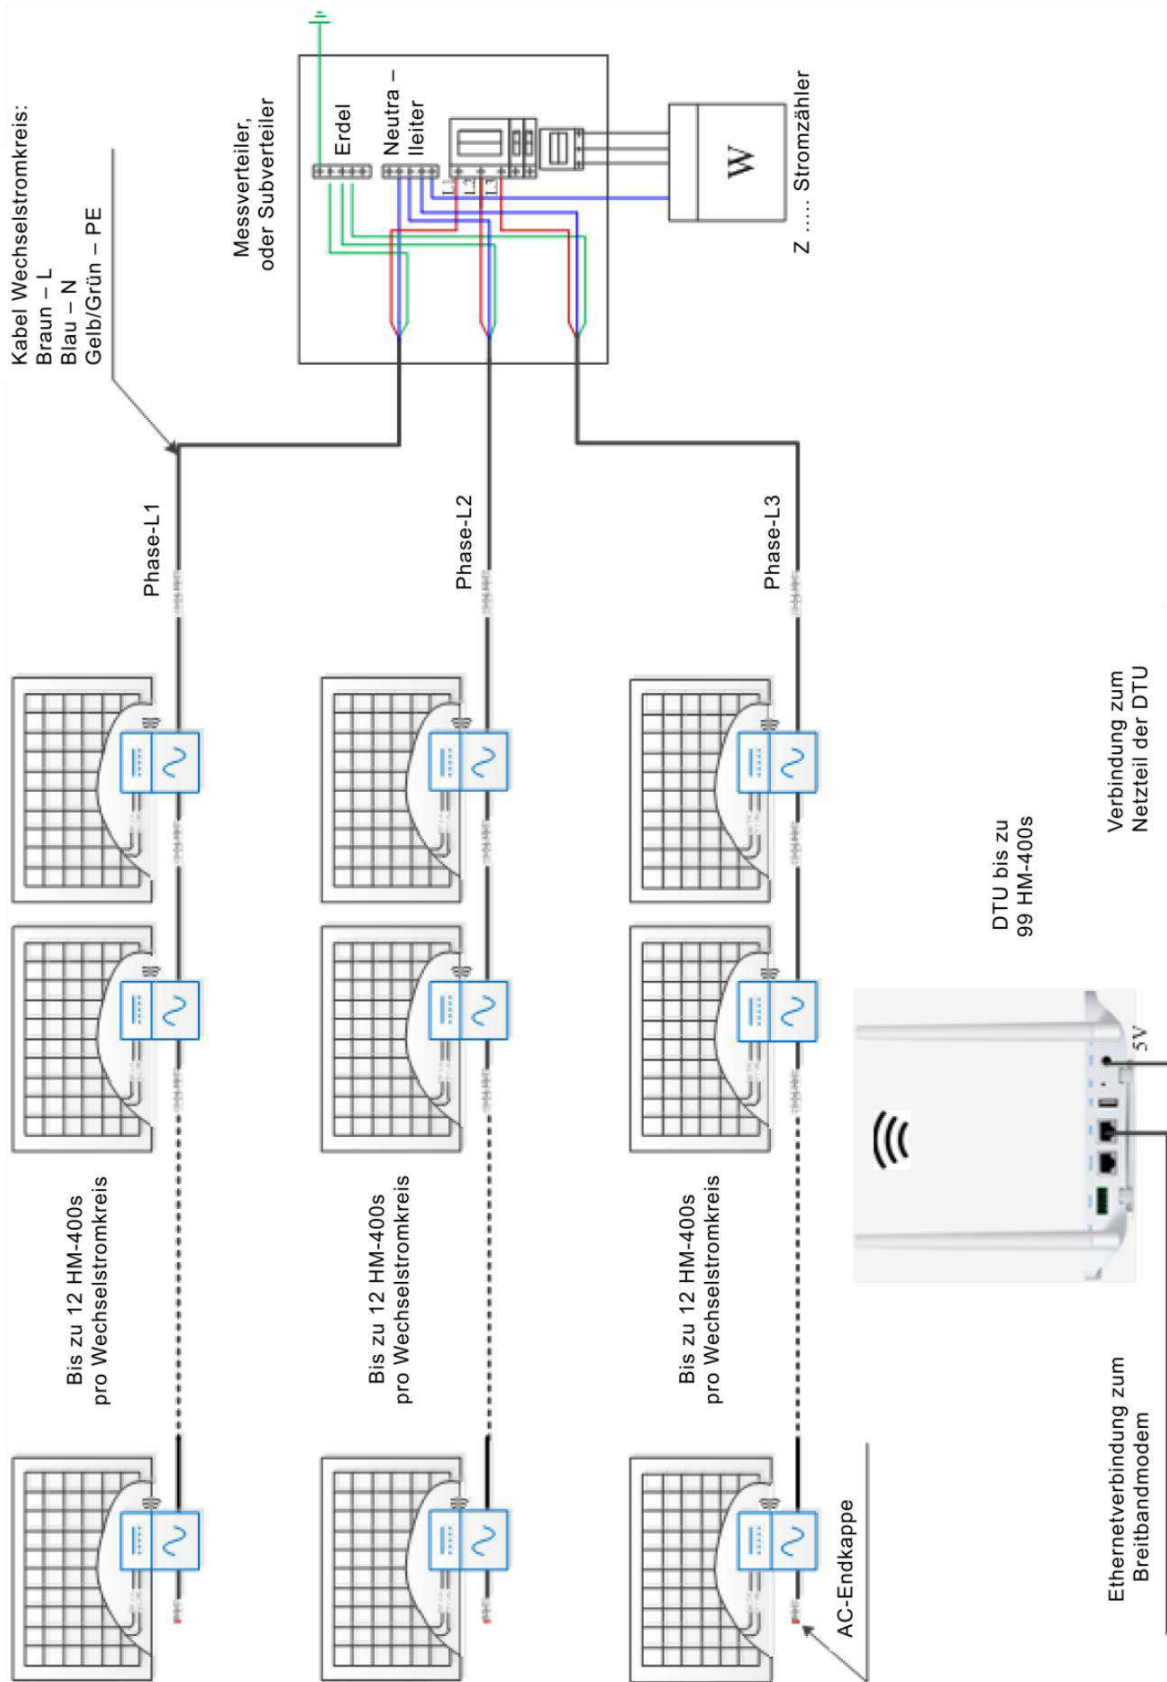 Kabel Wechselstromkreis:
Braun – L
Blau – N
Gelb/Grün – PE
Messverteiler,
oder Subverteiler
Erdel
Neutra –
lleiter
L1
L2
L3
W
Z ..... Stromzähler
Phase-L1
Phase-L2
Phase-L3
Bis zu 12 HM-400s
pro Wechselstromkreis
Bis zu 12 HM-400s
pro Wechselstromkreis
Bis zu 12 HM-400s
pro Wechselstromkreis
AC-Endkappe
DTU bis zu
99 HM-400s
5V
Verbindung zum
Netzteil der DTU
Ethernetverbindung zum
Breitbandmodem